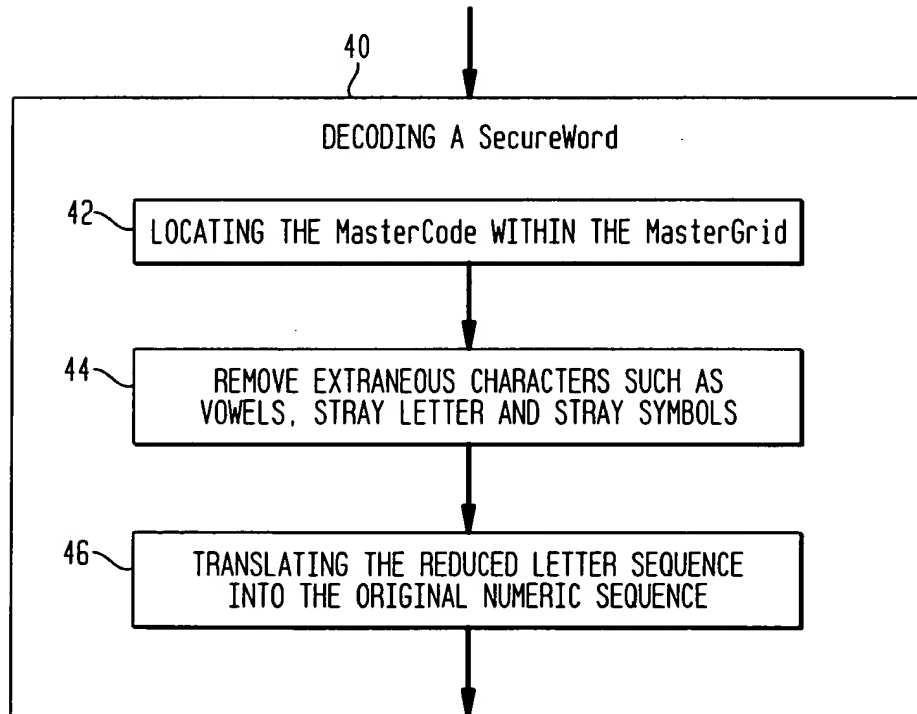 40
DECODING A SecureWord
42
LOCATING THE MasterCode WITHIN THE MasterGrid
44
REMOVE EXTRANEOUS CHARACTERS SUCH AS
VOWELS, STRAY LETTER AND STRAY SYMBOLS
46
TRANSLATING THE REDUCED LETTER SEQUENCE
INTO THE ORIGINAL NUMERIC SEQUENCE